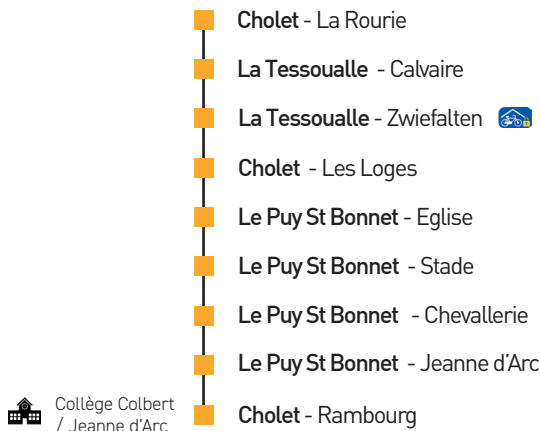 Cholet - La Rourie
La Tessoualle - Calvaire
La Tessoualle - Zwiefalten
Cholet - Les Loges
Le Puy St Bonnet - Eglise
Le Puy St Bonnet - Stade
Le Puy St Bonnet - Chevallerie
Le Puy St Bonnet - Jeanne d'Arc
Collège Colbert
/ Jeanne d'Arc
Cholet - Rambourg